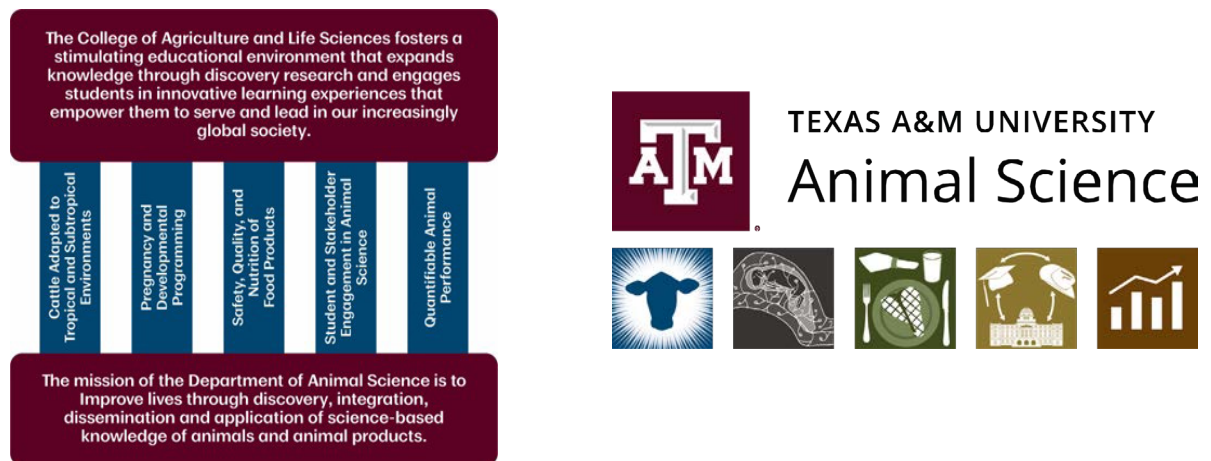 The College of Agriculture and Life Sciences fosters a
stimulating educational environment that expands
knowledge through discovery research and engages
students in innovative learning experiences that
empower them to serve and lead in our increasingly
global society.
Cattle Adapted to
Tropical and Subtropical
Environments
Pregnancy and
Developmental
Programming
Safety, Quality, and
Nutrition of
Food Products
Student and Stakeholder
Engagement in Animal
Science
Quantifiable Animal
Performance
The mission of the Department of Animal Science is to
Improve lives through discovery, integration,
dissemination and application of science-based
knowledge of animals and animal products.
ATM
®
TEXAS A&M UNIVERSITY
Animal Science